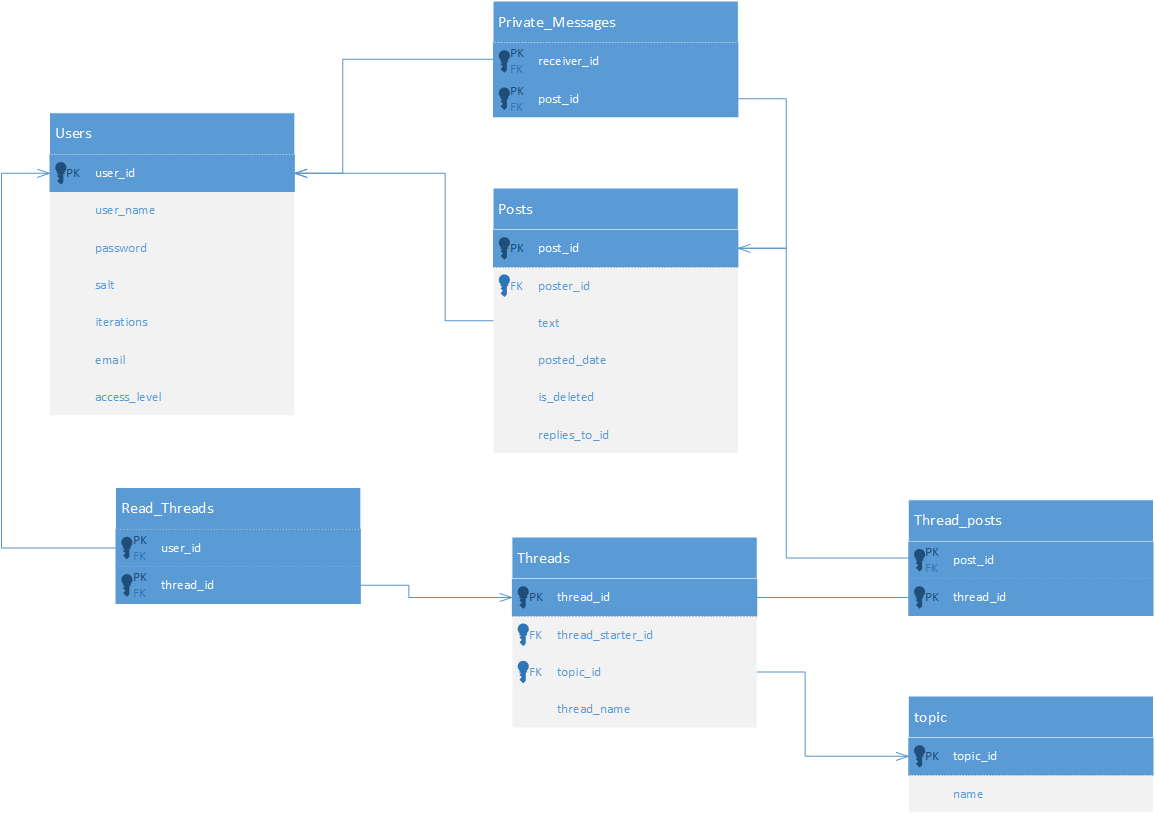 Private_Messages
PK
FK receiver_id
PK
FK post_id
Users
PK user_id
user_name
password
salt
iterations
email
access_level
Posts
PK post_id
FK poster_id
text
posted_date
is_deleted
replies_to_id
Read_Threads
PK
FK user_id
PK
FK thread_id
Threads
PK thread_id
FK thread_starter_id
FK topic_id
thread_name
Thread_posts
PK
FK post_id
PK thread_id
topic
PK topic_id
name